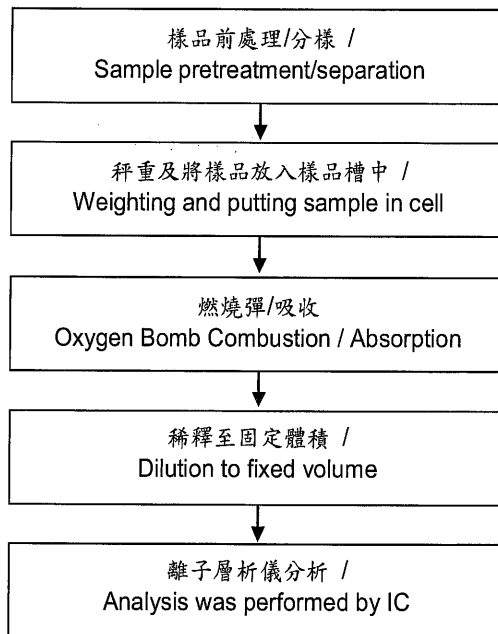 樣品前處理/分樣 /
Sample pretreatment/separation
秤重及將樣品放入樣品槽中 /
Weighting and putting sample in cell
燃燒彈/吸收
Oxygen Bomb Combustion / Absorption
稀釋至固定體積 /
Dilution to fixed volume
離子層析儀分析 /
Analysis was performed by IC